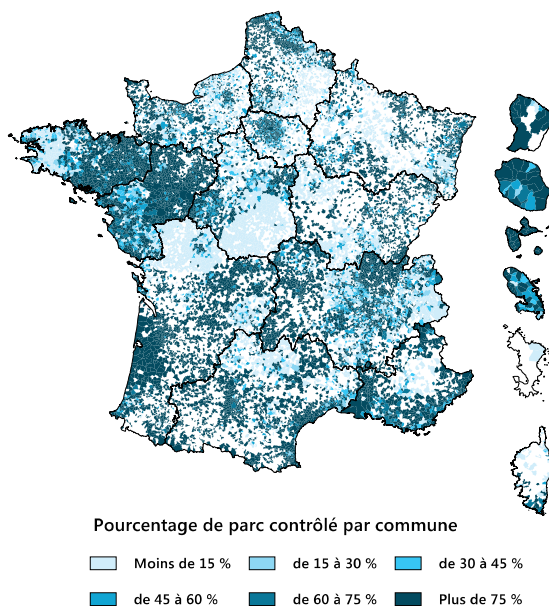 Pourcentage de parc contrôlé par commune
Moins de 15 % de 15 à 30 % de 30 à 45 %
de 45 à 60 % de 60 à 75 % Plus de 75 %